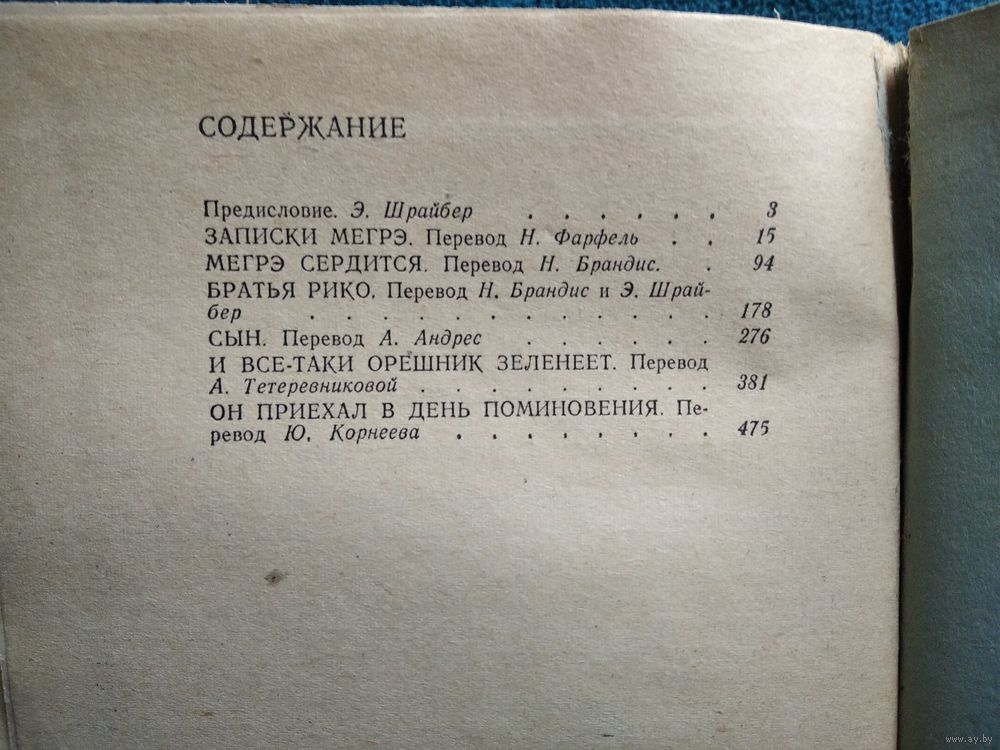 СОДЕРЖАНИЕ
Предисловие. Э. Шрайбер . . . . . . 3
ЗАПИСКИ МЕГРЭ. Перевод Н. Фарфель . . 15
МЕГРЭ СЕРДИТСЯ. Перевод Н. Брандис. . 94
БРАТЬЯ РИКО. Перевод Н. Брандис и Э. Шрай-
бер . . . . . . . . . . . . 178
СЫН. Перевод А. Андрес . . . . . . 276
И ВСЕ-ТАКИ ОРЕШНИК ЗЕЛЕНЕЕТ. Перевод
А. Тетеревниковой . . . . . . . . . 381
ОН ПРИЕХАЛ В ДЕНЬ ПОМИНОВЕНИЯ. Пе-
ревод Ю. Корнеева . . . . . . . . 475
www.ay.by